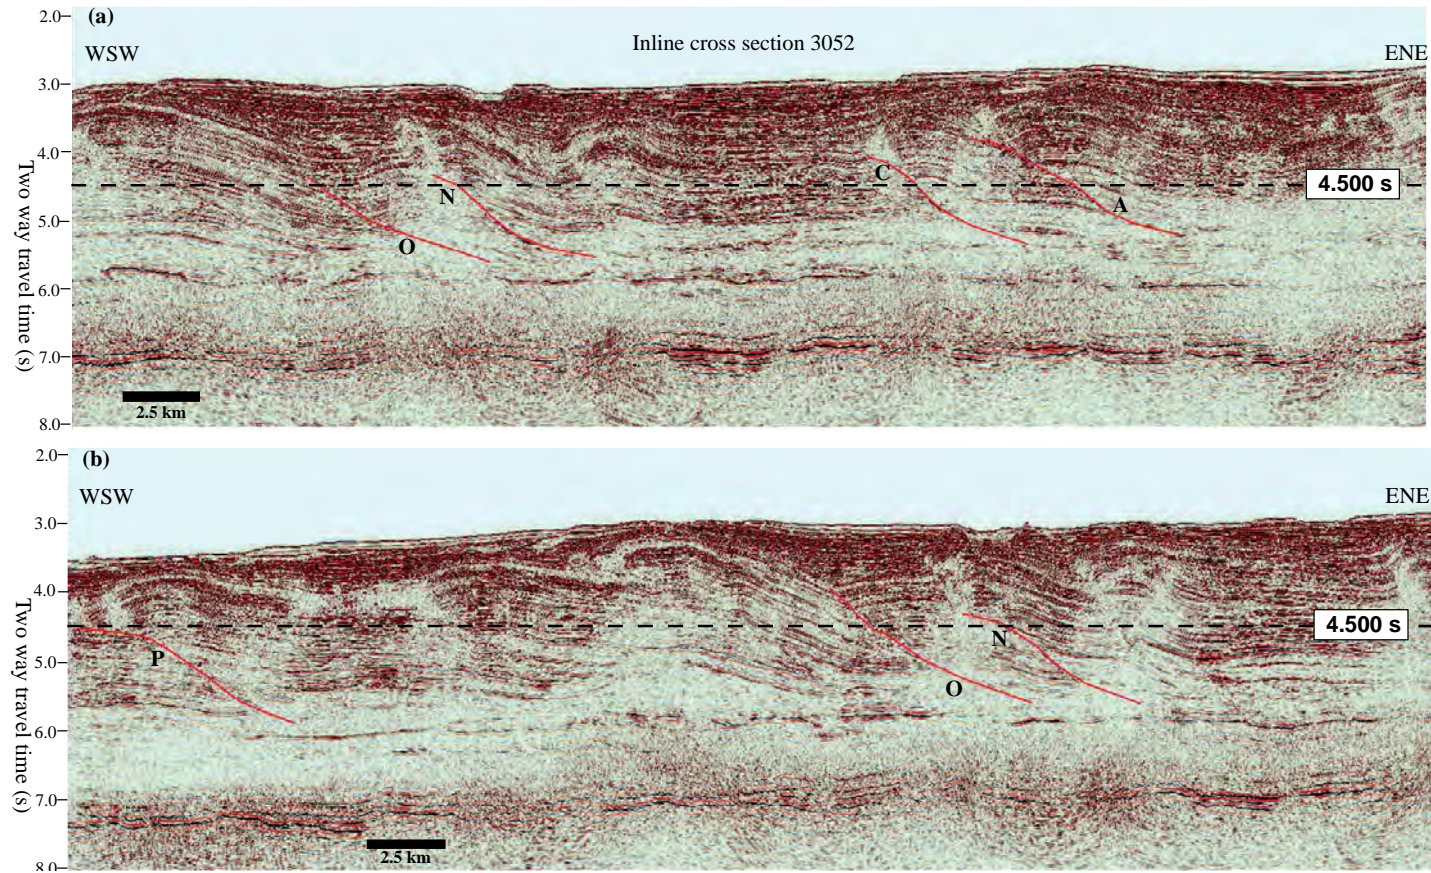 (a)
WSW
Inline cross section 3052
ENE
2.0
3.0
4.0
5.0
6.0
7.0
8.0
Two way travel time (s)
4.500 s
N
O
C
A
2.5 km
(b)
WSW
ENE
2.0
3.0
4.0
5.0
6.0
7.0
8.0
Two way travel time (s)
4.500 s
P
N
O
2.5 km